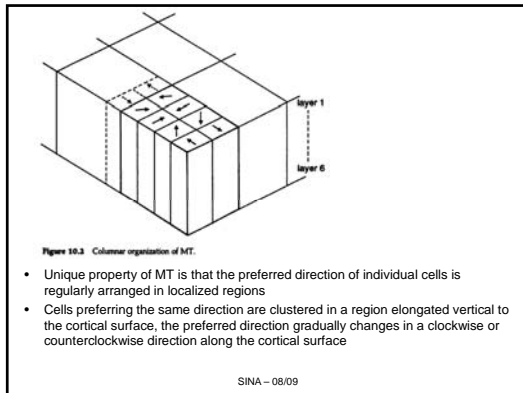 layer 1
layer 6
Figure 10.2 Columnar organization of MT.
• Unique property of MT is that the preferred direction of individual cells is
regularly arranged in localized regions
• Cells preferring the same direction are clustered in a region elongated vertical to
the cortical surface, the preferred direction gradually changes in a clockwise or
counterclockwise direction along the cortical surface
SINA – 08/09